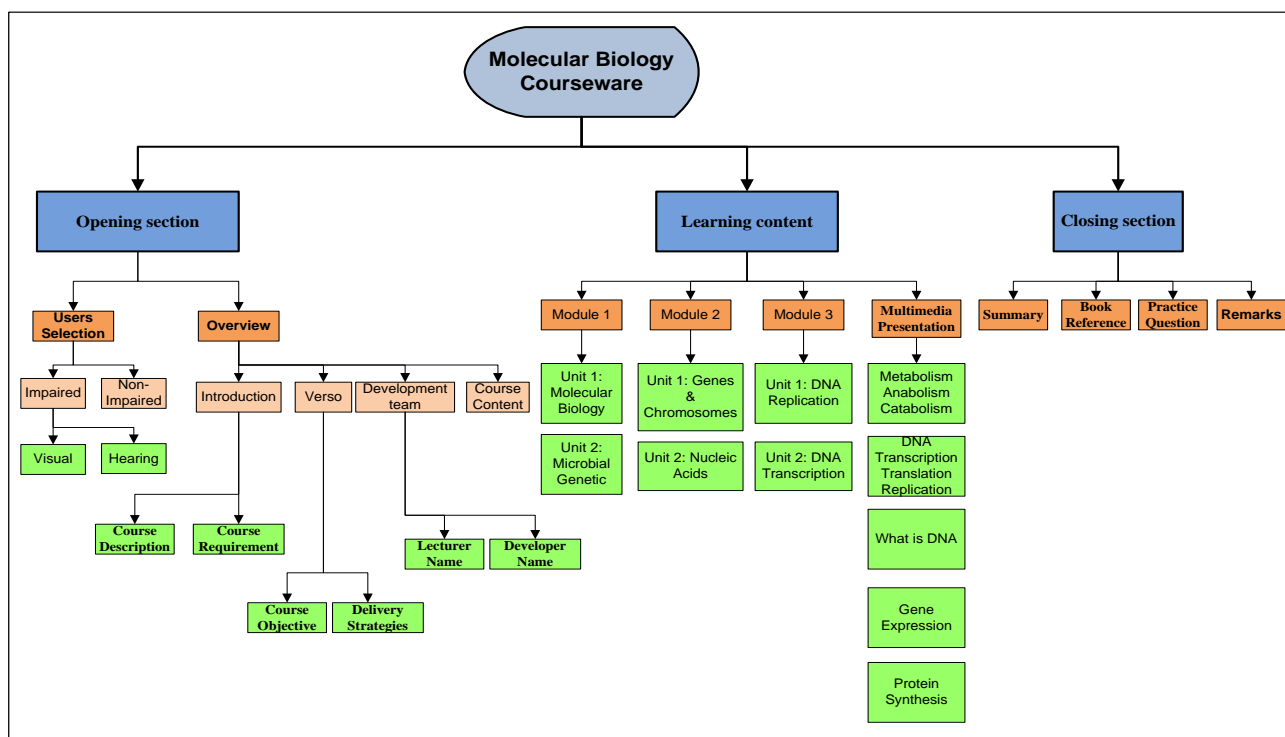 Molecular Biology
Courseware
Opening section
Learning content
Closing section
Users
Selection
Overview
Module 1
Module 2
Module 3
Multimedia
Presentation
Summary
Book
Reference
Practice
Question
Remarks
Impaired
Non-
Impaired
Introduction
Verso
Development
team
Course
Content
Unit 1:
Molecular
Biology
Unit 1: Genes
&
Chromosomes
Unit 1: DNA
Replication
Metabolism
Anabolism
Catabolism
Visual
Hearing
Unit 2:
Microbial
Genetic
Unit 2: Nucleic
Acids
Unit 2: DNA
Transcription
DNA
Transcription
Translation
Replication
Course
Description
Course
Requirement
Lecturer
Name
Developer
Name
What is DNA
Course
Objective
Delivery
Strategies
Gene
Expression
Protein
Synthesis